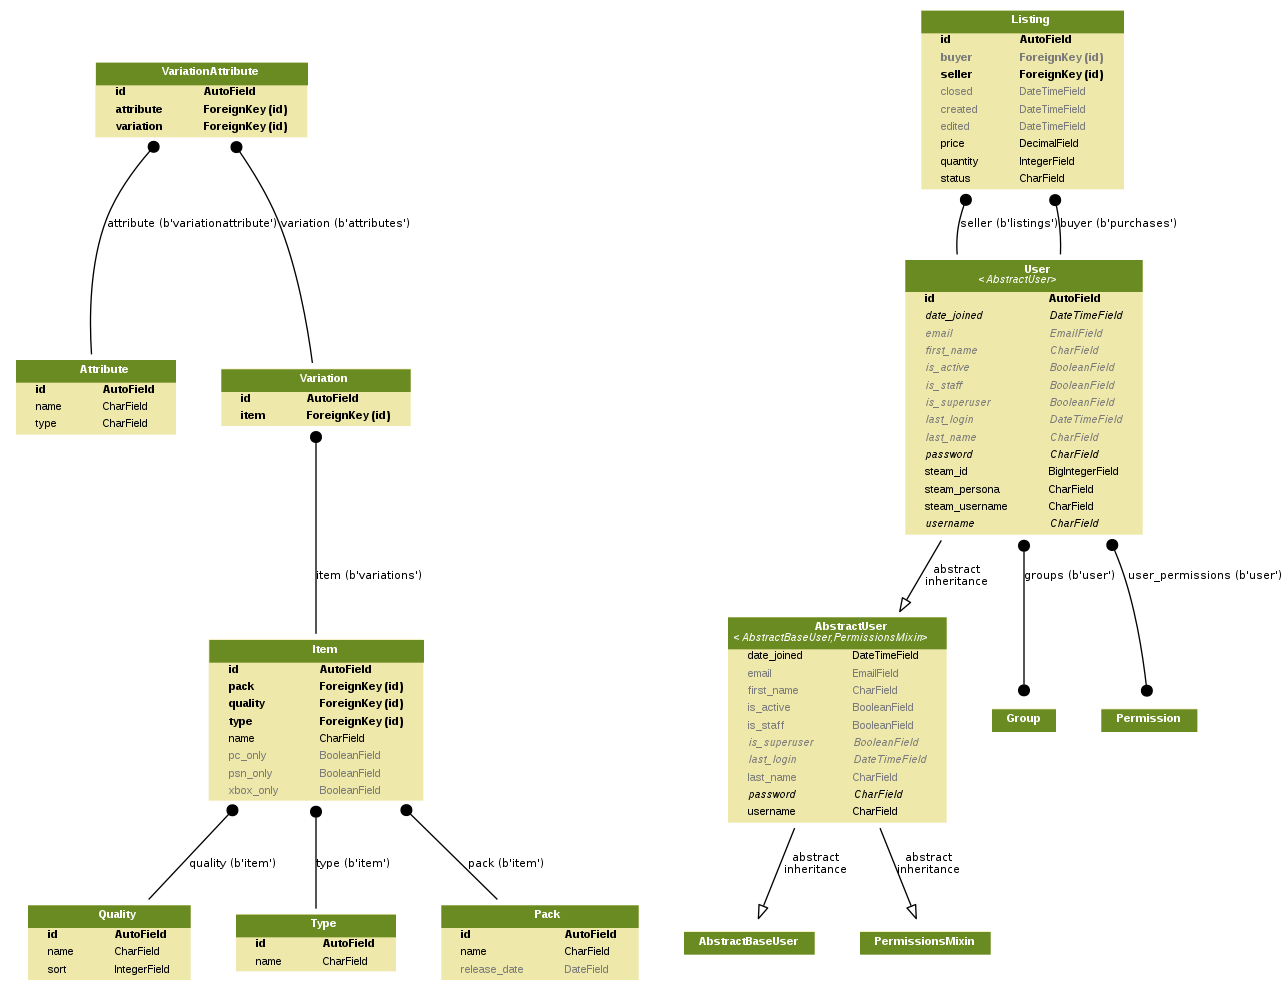 Listing
id AutoField
buyer ForeignKey (id)
seller ForeignKey (id)
closed DateTimeField
created DateTimeField
edited DateTimeField
price DecimalField
quantity IntegerField
status CharField
VariationAttribute
id AutoField
attribute ForeignKey (id)
variation ForeignKey (id)
attribute (b'variationattribute')
variation (b'attributes')
seller (b'listings')
buyer (b'purchases')
User
< AbstractUser>
id AutoField
date_joined DateTimeField
email EmailField
first_name CharField
is_active BooleanField
is_staff BooleanField
is_superuser BooleanField
last_login DateTimeField
last_name CharField
password CharField
steam_id BigIntegerField
steam_persona CharField
steam_username CharField
username CharField
Attribute
id AutoField
name CharField
type CharField
Variation
id AutoField
item ForeignKey (id)
item (b'variations')
abstract
inheritance
groups (b'user')
user_permissions (b'user')
Item
id AutoField
pack ForeignKey (id)
quality ForeignKey (id)
type ForeignKey (id)
name CharField
pc_only BooleanField
psn_only BooleanField
xbox_only BooleanField
AbstractUser
< AbstractBaseUser,PermissionsMixin>
date_joined DateTimeField
email EmailField
first_name CharField
is_active BooleanField
is_staff BooleanField
is_superuser BooleanField
last_login DateTimeField
last_name CharField
password CharField
username CharField
Group
Permission
quality (b'item')
type (b'item')
pack (b'item')
abstract
inheritance
abstract
inheritance
Quality
id AutoField
name CharField
sort IntegerField
Type
id AutoField
name CharField
Pack
id AutoField
name CharField
release_date DateField
AbstractBaseUser
PermissionsMixin